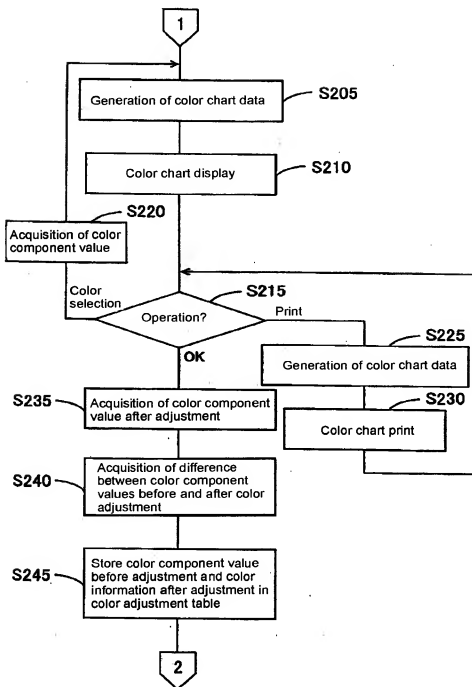 1
Generation of color chart data
S205
Color chart display
S210
S220
Acquisition of color
component value
Color
selection
S215
Operation?
Print
OK
S225
Generation of color chart data
S230
Color chart print
S235
Acquisition of color component
value after adjustment
S240
Acquisition of difference
between color component
values before and after color
adjustment
S245
Store color component value
before adjustment and color
information after adjustment in
color adjustment table
2